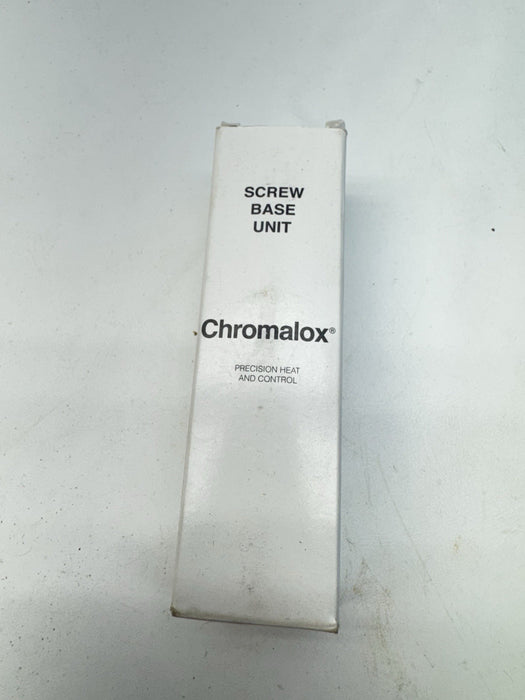 SCREW
BASE
UNIT
Chromalox®
PRECISION HEAT
AND CONTROL